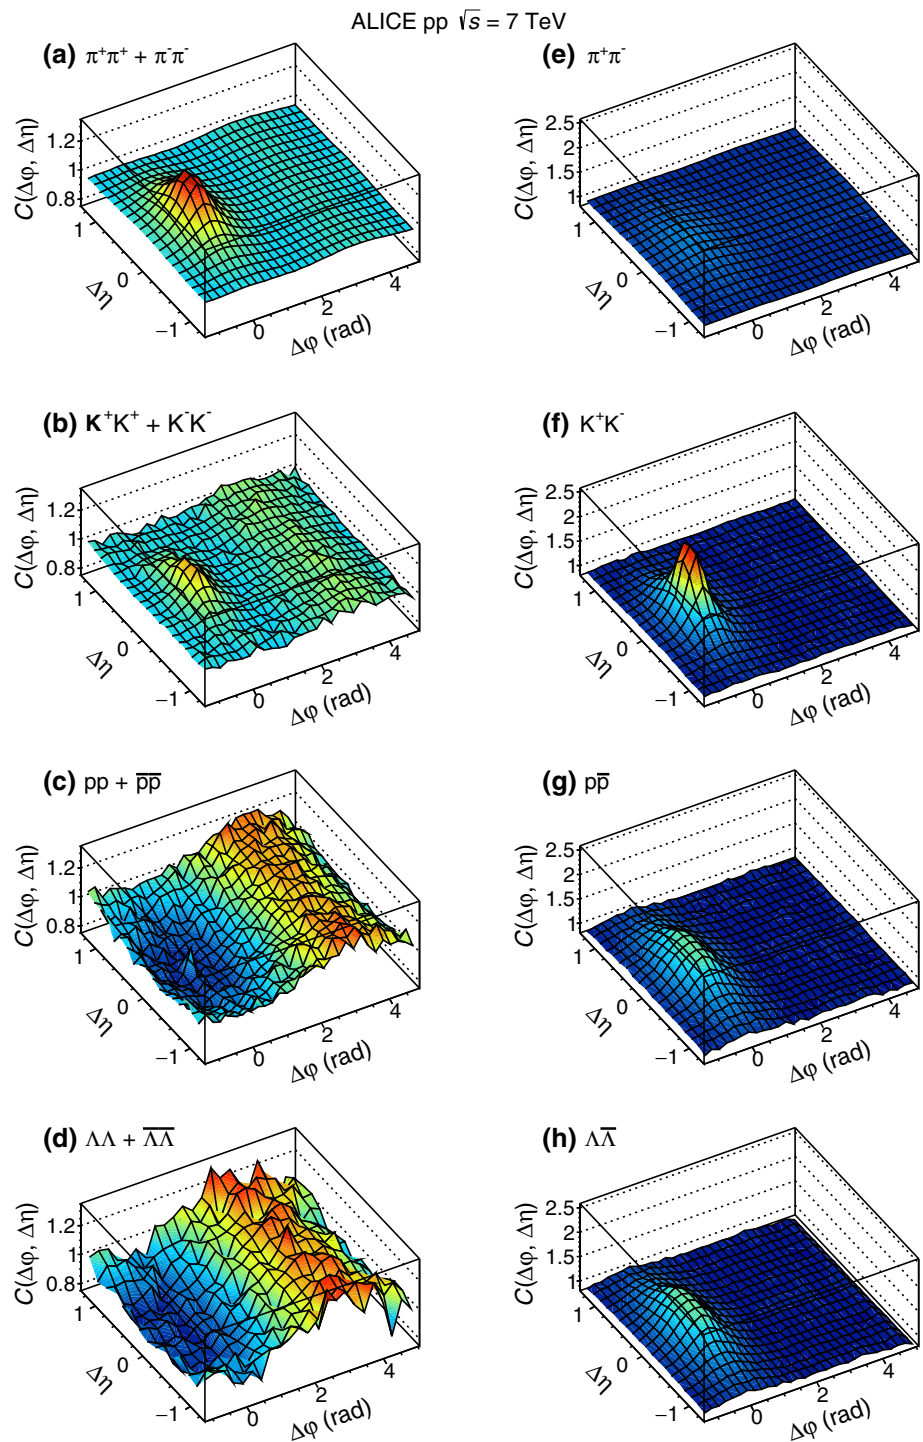 ALICE pp √s = 7 TeV
(a) π⁺π⁺ + π⁻π⁻
C(Δφ, Δη)
1.2
1
0.8
1
0
−1
Δη
0
2
4
Δφ (rad)
(e) π⁺π⁻
C(Δφ, Δη)
2.5
2
1.5
1
1
0
−1
Δη
0
2
4
Δφ (rad)
(b) K⁺K⁺ + K⁻K⁻
C(Δφ, Δη)
1.2
1
0.8
1
0
−1
Δη
0
2
4
Δφ (rad)
(f) K⁺K⁻
C(Δφ, Δη)
2.5
2
1.5
1
1
0
−1
Δη
0
2
4
Δφ (rad)
(c) pp + p̅p̅
C(Δφ, Δη)
1.2
1
0.8
1
0
−1
Δη
0
2
4
Δφ (rad)
(g) pp̅
C(Δφ, Δη)
2.5
2
1.5
1
1
0
−1
Δη
0
2
4
Δφ (rad)
(d) ΛΛ + Λ̅Λ̅
C(Δφ, Δη)
1.2
1
0.8
1
0
−1
Δη
0
2
4
Δφ (rad)
(h) ΛΛ̅
C(Δφ, Δη)
2.5
2
1.5
1
1
0
−1
Δη
0
2
4
Δφ (rad)